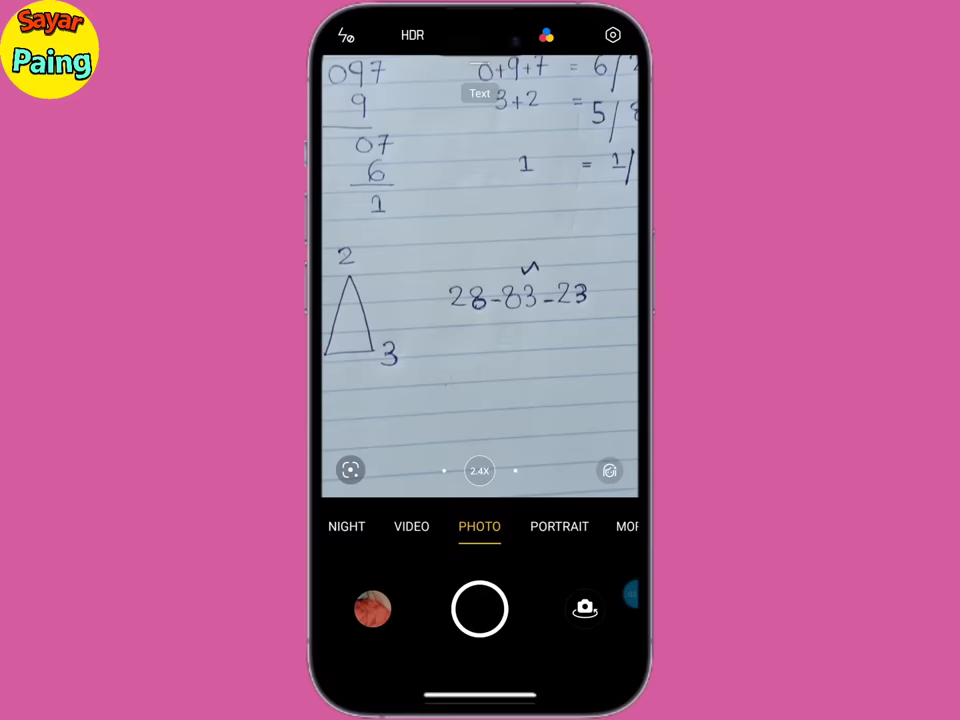 Sayar
Paing
HDR
097
9
07
6
1
0+9+7 = 6/
Text
3+2 = 5/8
1 = 1/
2
3
28-83-23
2.4X
NIGHT VIDEO PHOTO PORTRAIT